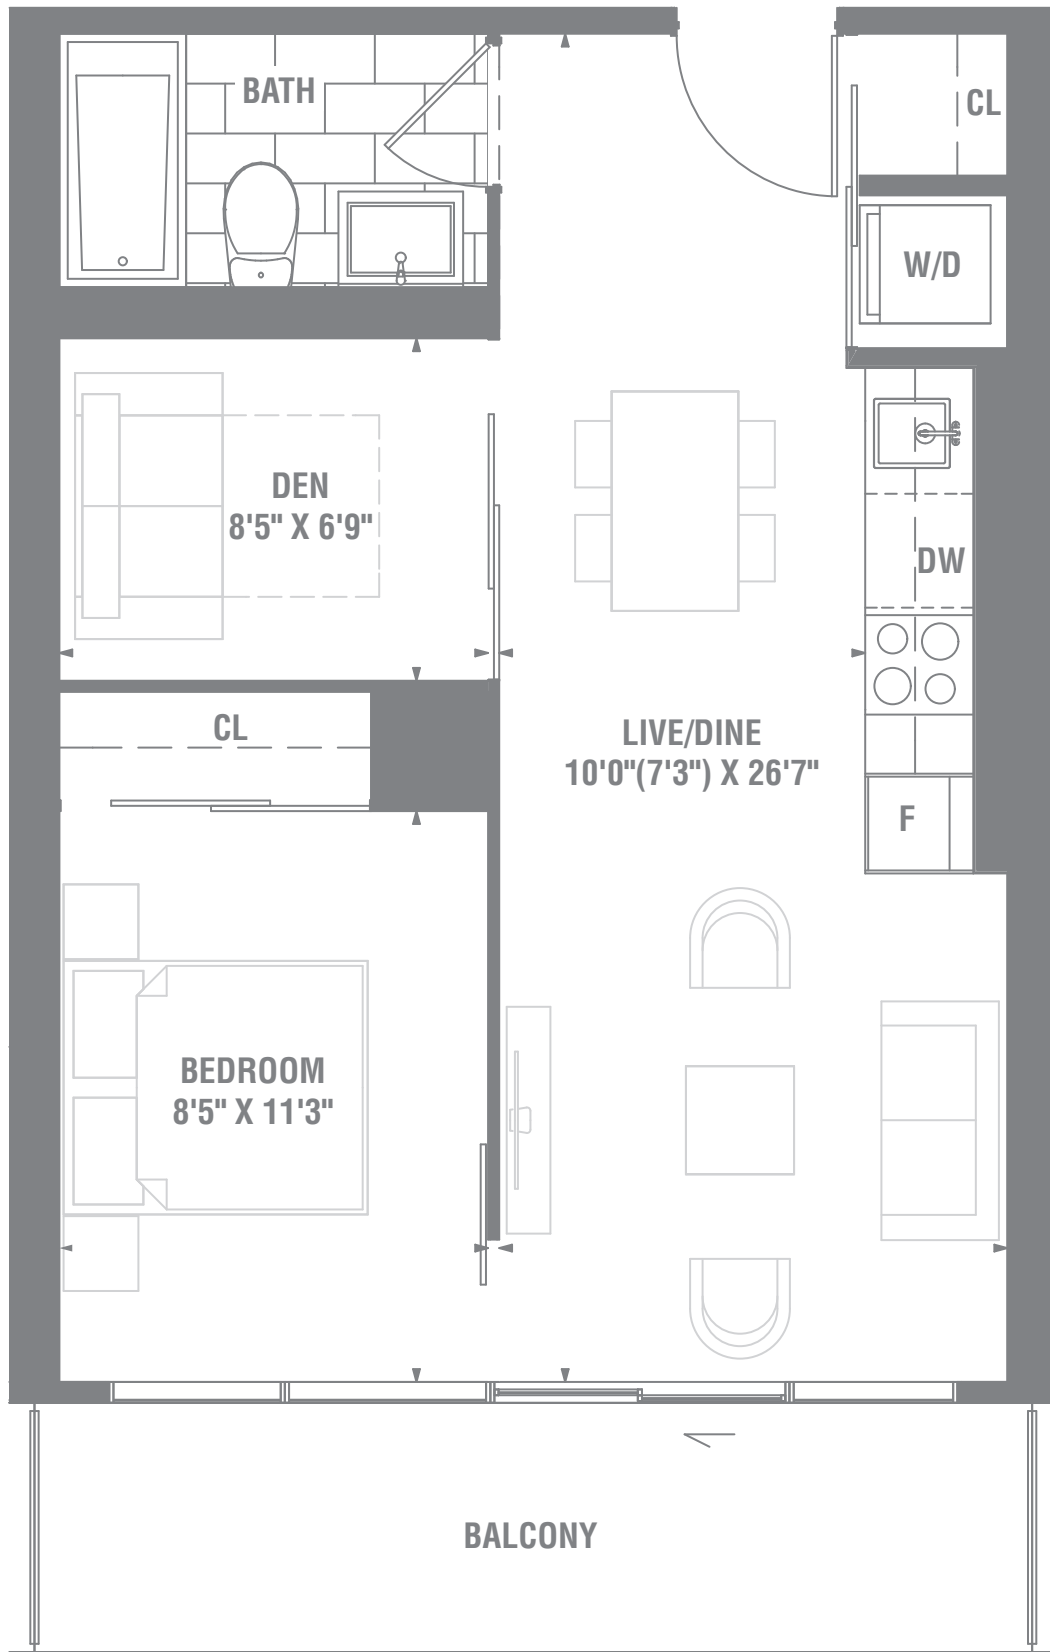 BATH
CL
W/D
DEN
8'5" X 6'9"
DW
CL
LIVE/DINE
10'0"(7'3") X 26'7"
F
BEDROOM
8'5" X 11'3"
BALCONY